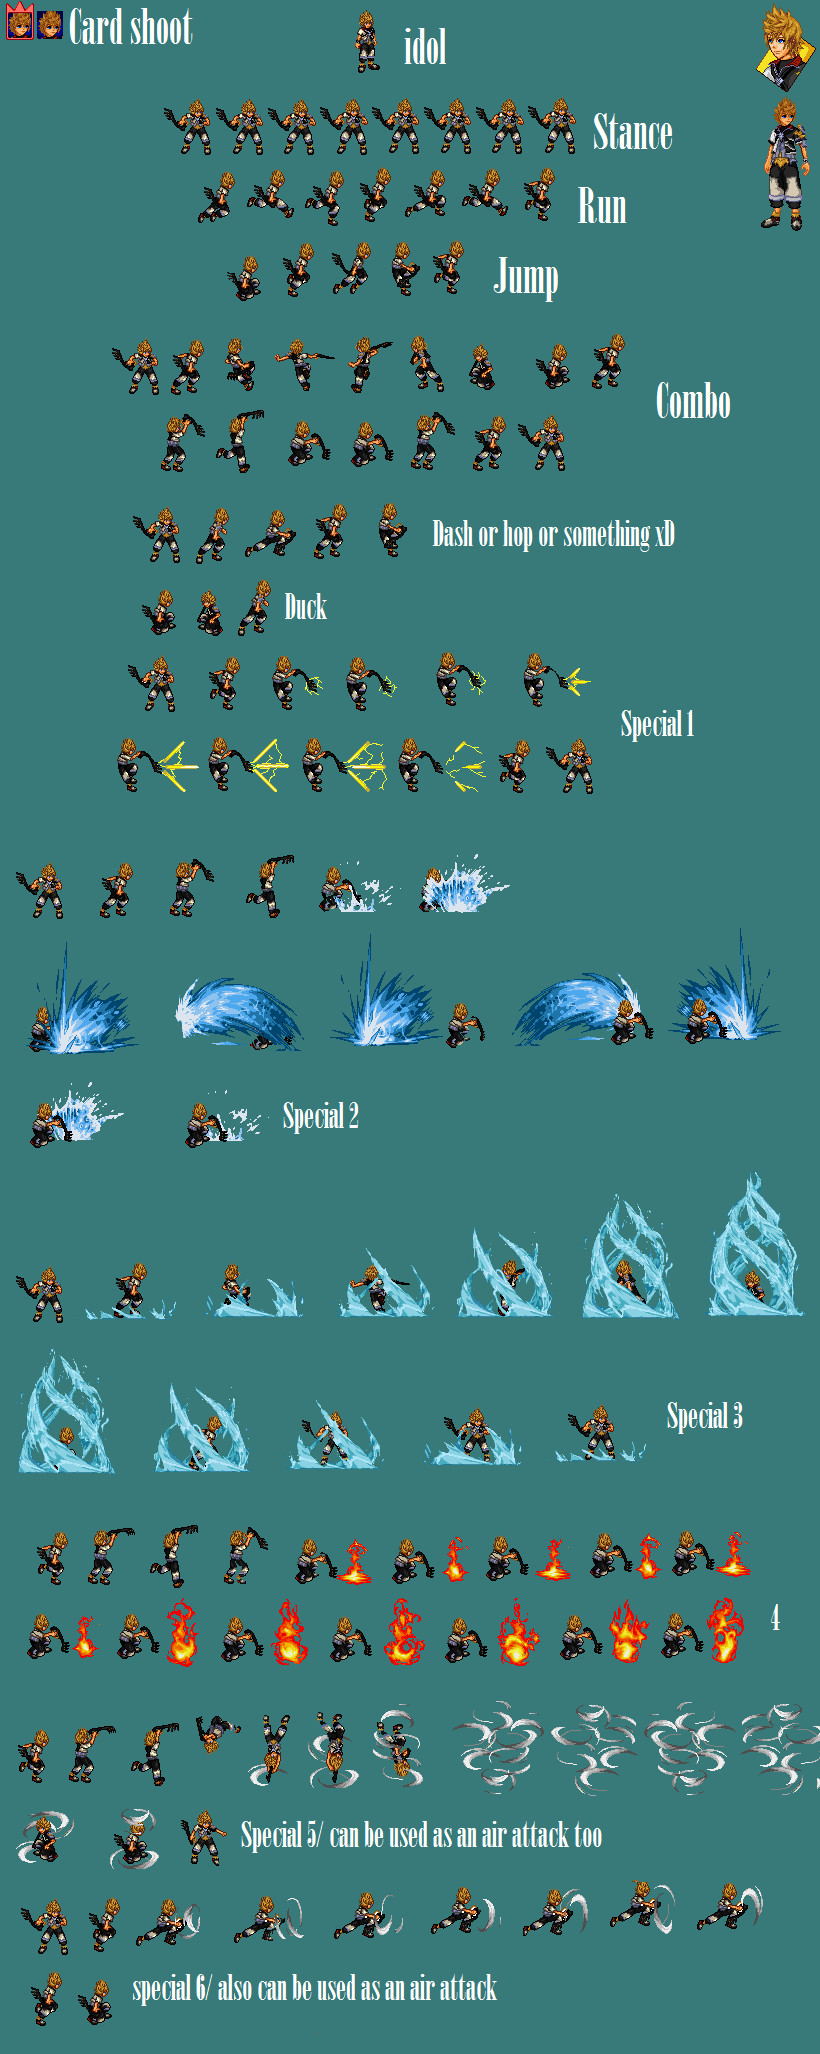 Card shoot
idol
Stance
Run
Jump
Combo
Dash or hop or something xD
Duck
Special 1
Special 2
Special 3
4
Special 5/ can be used as an air attack too
special 6/ also can be used as an air attack